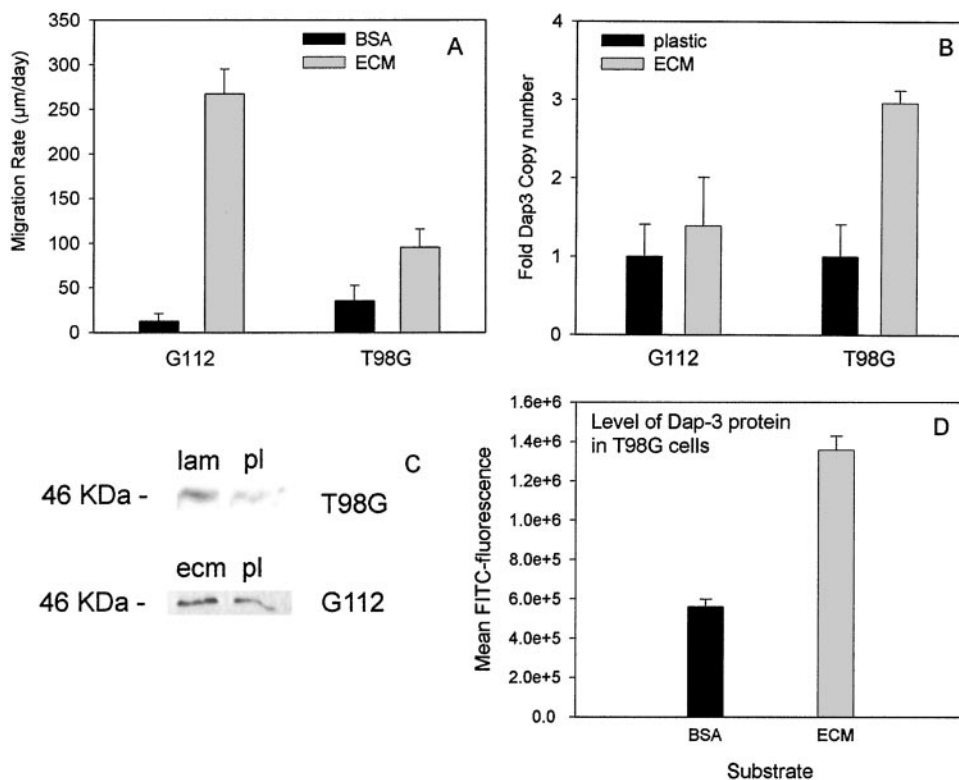 A
Migration Rate (µm/day)
350
300
250
200
150
100
50
0
BSA
ECM
G112
T98G
B
Fold Dap3 Copy number
4
3
2
1
0
plastic
ECM
G112
T98G
C
lam pl
46 KDa -
T98G
ecm pl
46 KDa -
G112
D
Level of Dap-3 protein
in T98G cells
Mean FITC-fluorescence
1.6e+6
1.4e+6
1.2e+6
1.0e+6
8.0e+5
6.0e+5
4.0e+5
2.0e+5
0.0
BSA
ECM
Substrate